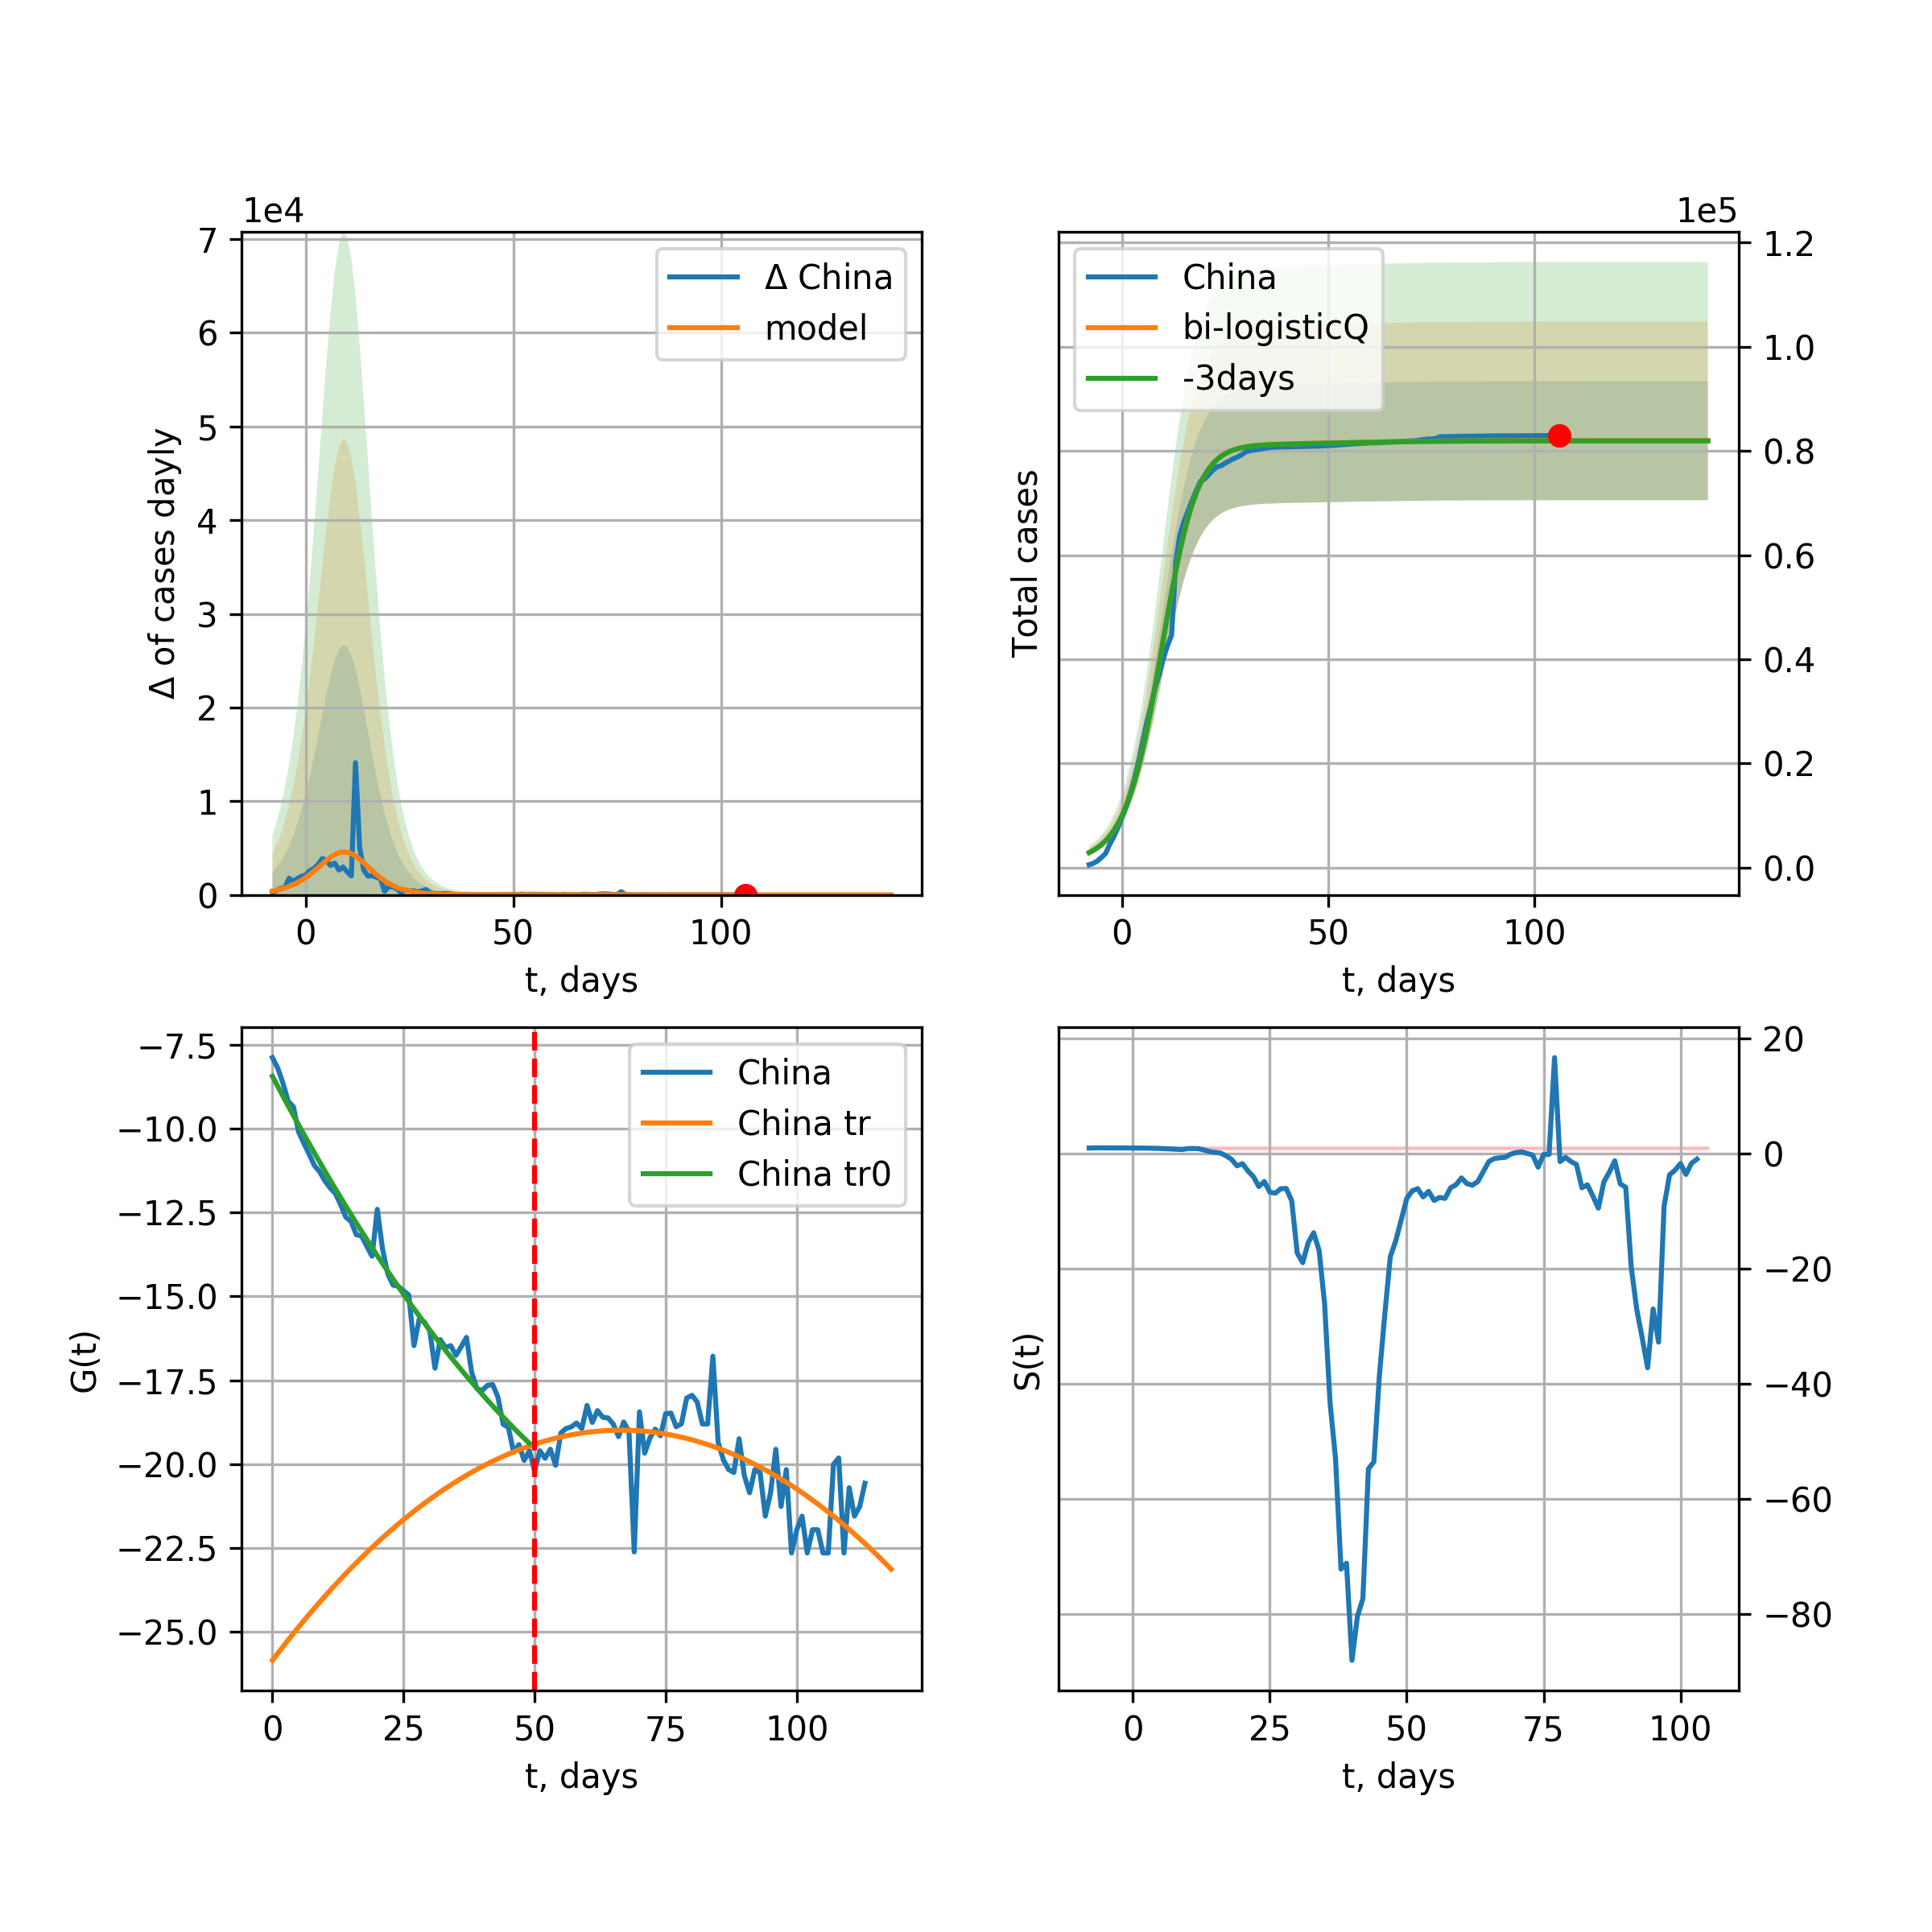 1e4
7
6
5
4
3
2
1
0
Δ of cases dayly
Δ China
model
0 50 100
t, days
1e5
1.2
1.0
0.8
0.6
0.4
0.2
0.0
Total cases
China
bi-logisticQ
-3days
0 50 100
t, days
−7.5
−10.0
−12.5
−15.0
−17.5
−20.0
−22.5
−25.0
G(t)
China
China tr
China tr0
0 25 50 75 100
t, days
20
0
−20
−40
−60
−80
S(t)
0 25 50 75 100
t, days